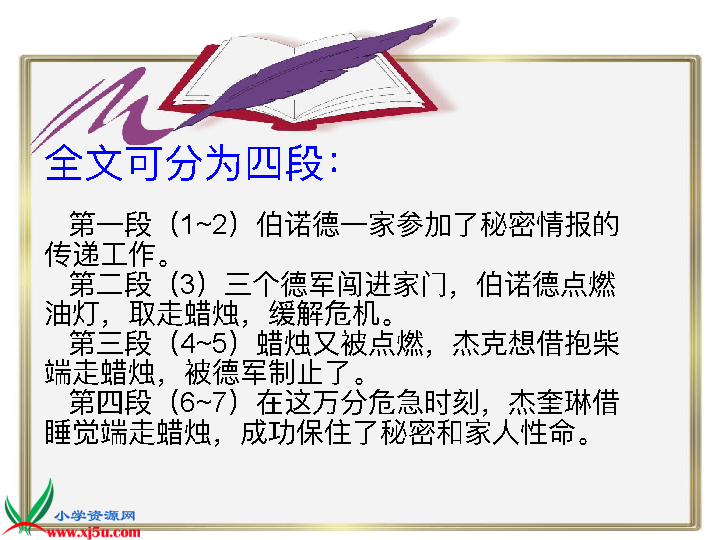 全文可分为四段：
第一段（1~2）伯诺德一家参加了秘密情报的
传递工作。
第二段（3）三个德军闯进家门，伯诺德点燃
油灯，取走蜡烛，缓解危机。
第三段（4~5）蜡烛又被点燃，杰克想借抱柴
端走蜡烛，被德军制止了。
第四段（6~7）在这万分危急时刻，杰奎琳借
睡觉端走蜡烛，成功保住了秘密和家人性命。
小学资源网
www.xj5u.com